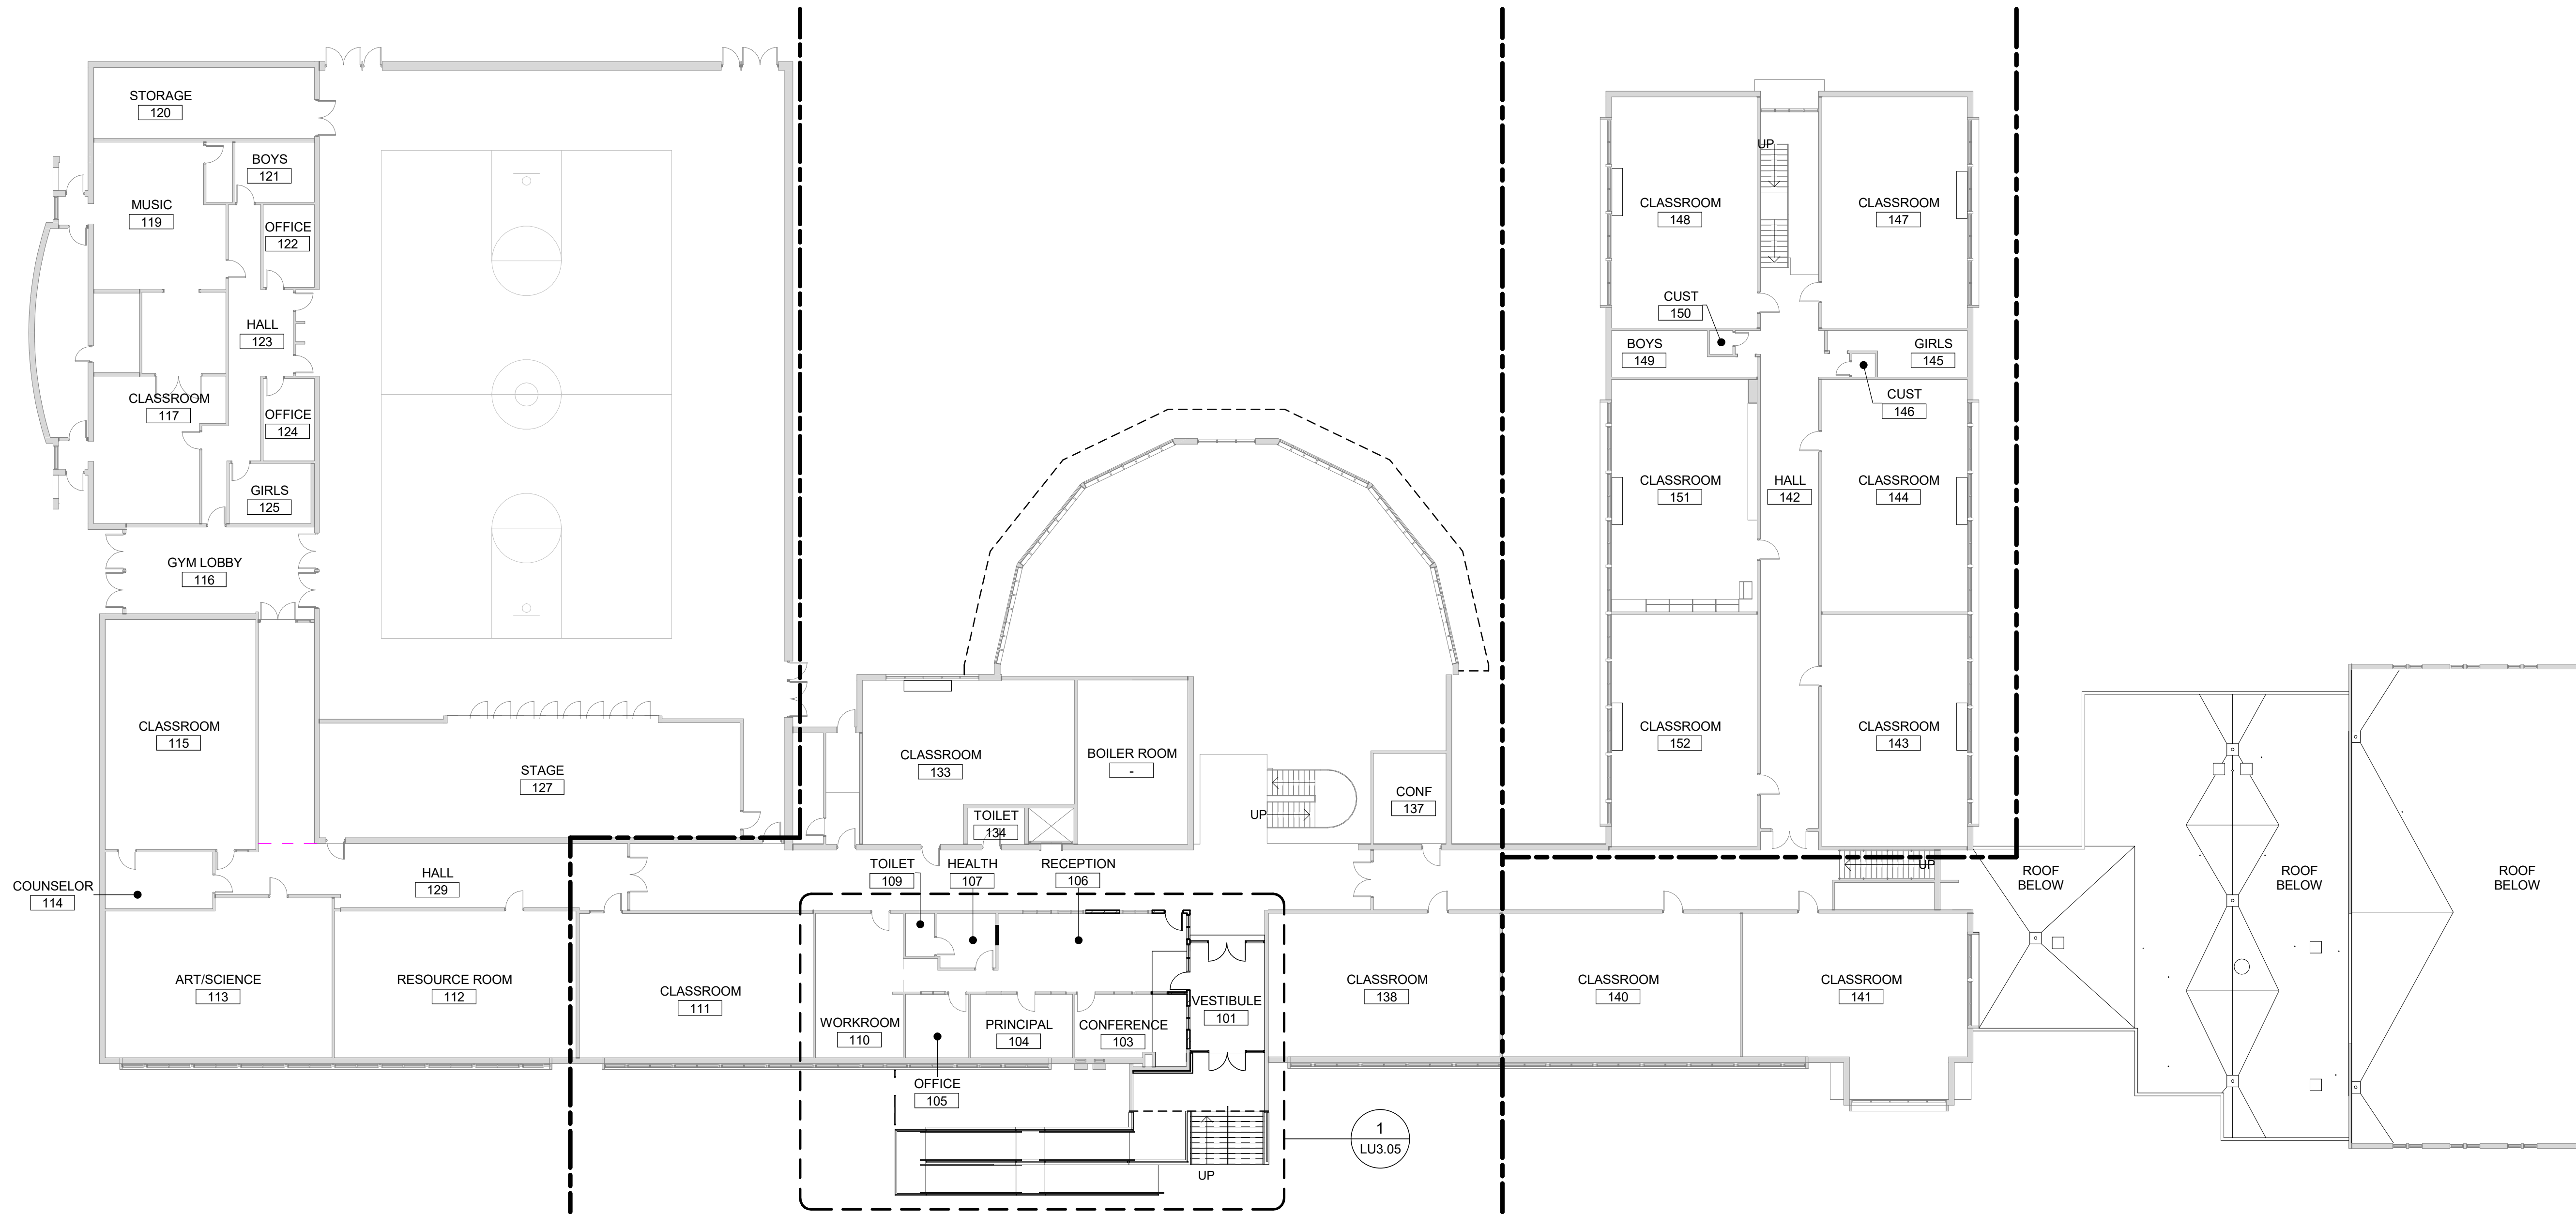 STORAGE
120
BOYS
121
MUSIC
119
OFFICE
122
HALL
123
CLASSROOM
117
OFFICE
124
GIRLS
125
GYM LOBBY
116
CLASSROOM
115
STAGE
127
COUNSELOR
114
HALL
129
ART/SCIENCE
113
RESOURCE ROOM
112
CLASSROOM
133
BOILER ROOM
-
TOILET
134
UP
CONF
137
TOILET
109
HEALTH
107
RECEPTION
106
CLASSROOM
111
WORKROOM
110
PRINCIPAL
104
CONFERENCE
103
VESTIBULE
101
OFFICE
105
UP
1
LU3.05
CLASSROOM
138
CLASSROOM
140
CLASSROOM
141
UP
CLASSROOM
148
CLASSROOM
147
CUST
150
BOYS
149
GIRLS
145
CUST
146
CLASSROOM
151
HALL
142
CLASSROOM
144
CLASSROOM
152
CLASSROOM
143
UP
ROOF
BELOW
ROOF
BELOW
ROOF
BELOW